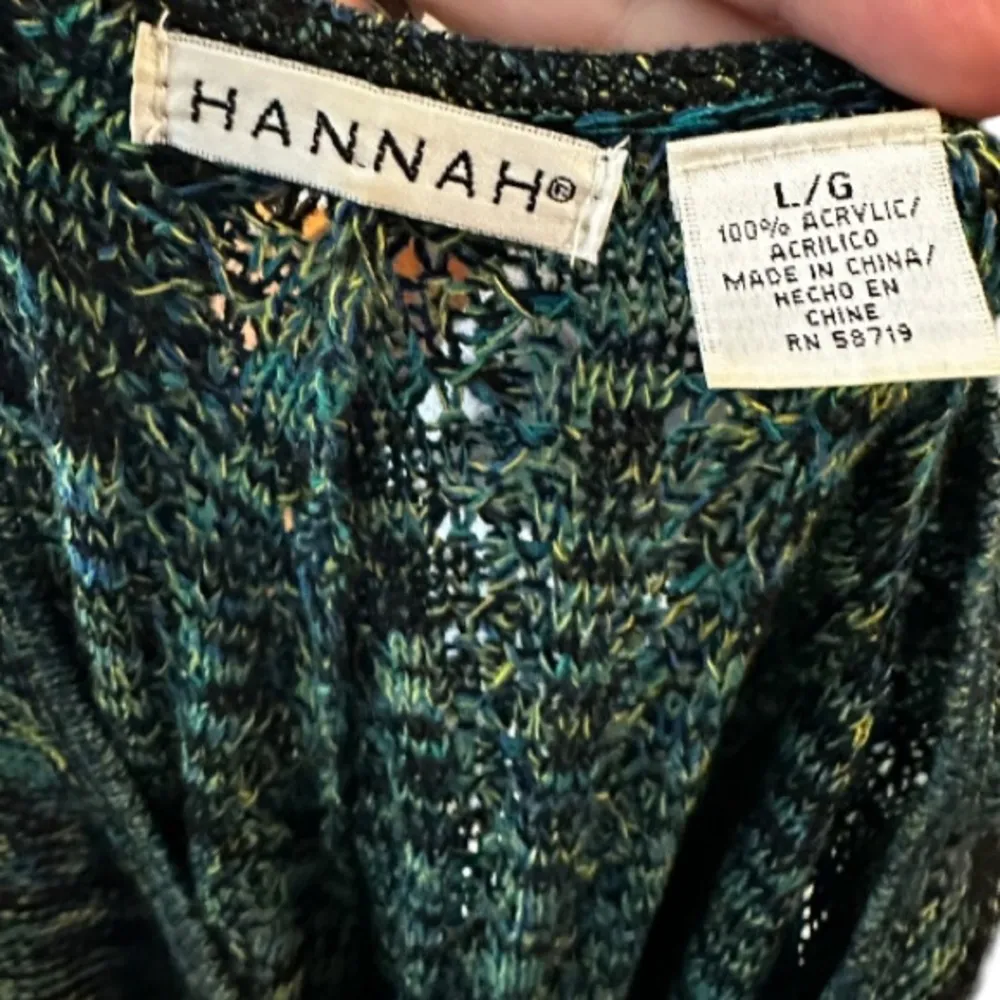 HANNAH®
L/G
100% ACRYLIC/
ACRILICO
MADE IN CHINA/
HECHO EN
CHINE
RN 58719